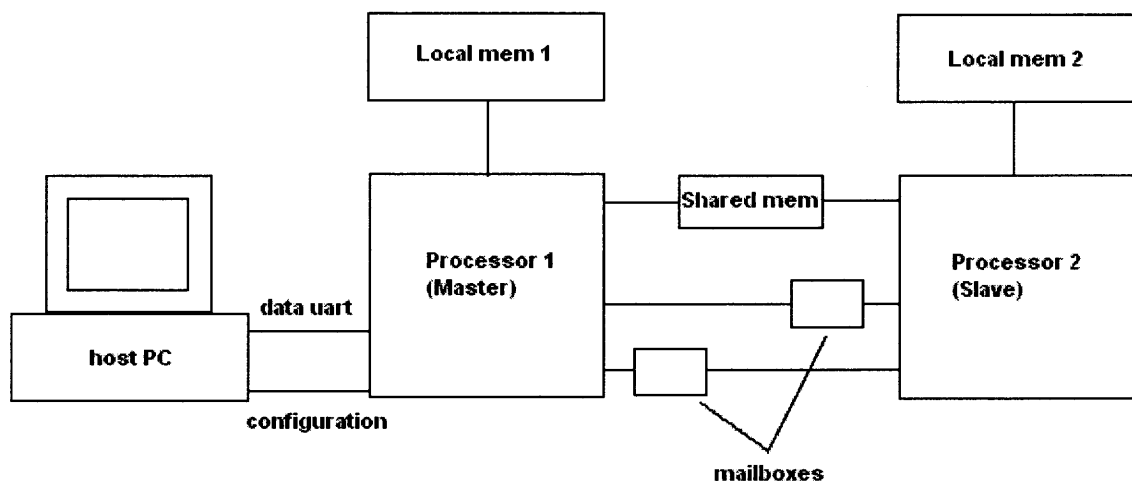 Local mem 1
Local mem 2
Shared mem
Processor 1
(Master)
Processor 2
(Slave)
data uart
host PC
configuration
mailboxes